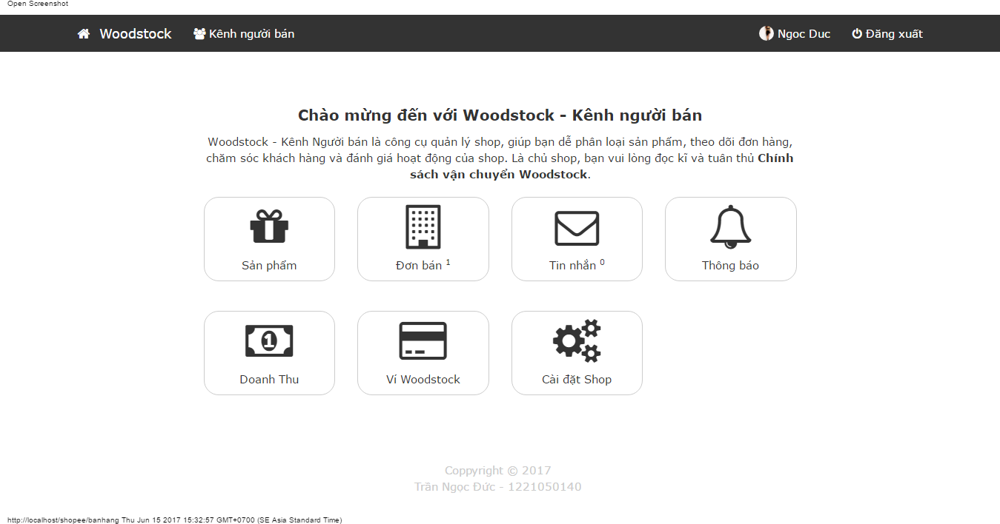 Open Screenshot
Woodstock Kênh người bán Ngoc Duc Đăng xuất
Chào mừng đến với Woodstock - Kênh người bán
Woodstock - Kênh Người bán là công cụ quản lý shop, giúp bạn dễ phân loại sản phẩm, theo dõi đơn hàng,
chăm sóc khách hàng và đánh giá hoạt động của shop. Là chủ shop, bạn vui lòng đọc kĩ và tuân thủ Chính
sách vận chuyển Woodstock.
Sản phẩm
Đơn bán 1
Tin nhắn 0
Thông báo
1
Doanh Thu
Ví Woodstock
Cài đặt Shop
Coppyright © 2017
Trần Ngọc Đức - 1221050140
http://localhost/shopee/banhang Thu Jun 15 2017 15:32:57 GMT+0700 (SE Asia Standard Time)